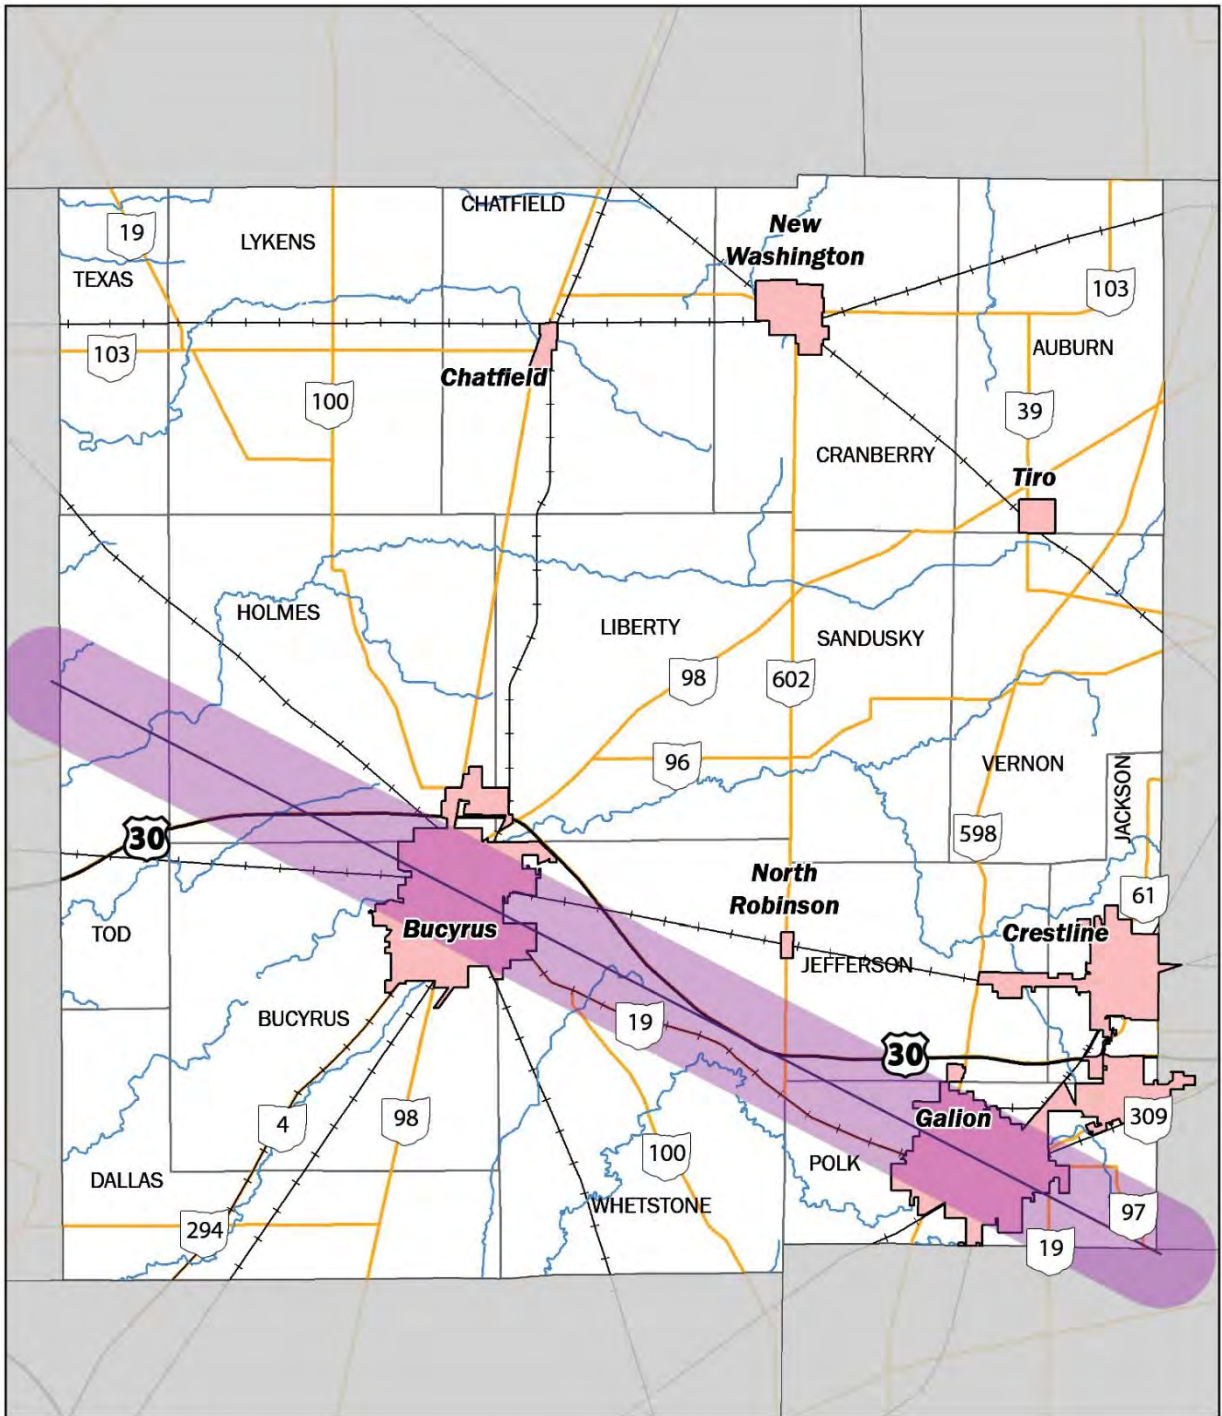 CHATFIELD
New
Washington
19
LYKENS
TEXAS
103
103
AUBURN
Chatfield
100
39
CRANBERRY
Tiro
HOLMES
LIBERTY
SANDUSKY
98
602
96
VERNON
JACKSON
30
598
North
Robinson
61
Bucyrus
TOD
Crestline
JEFFERSON
BUCYRUS
19
30
4
98
Galion
309
100
POLK
DALLAS
WHETSTONE
97
294
19